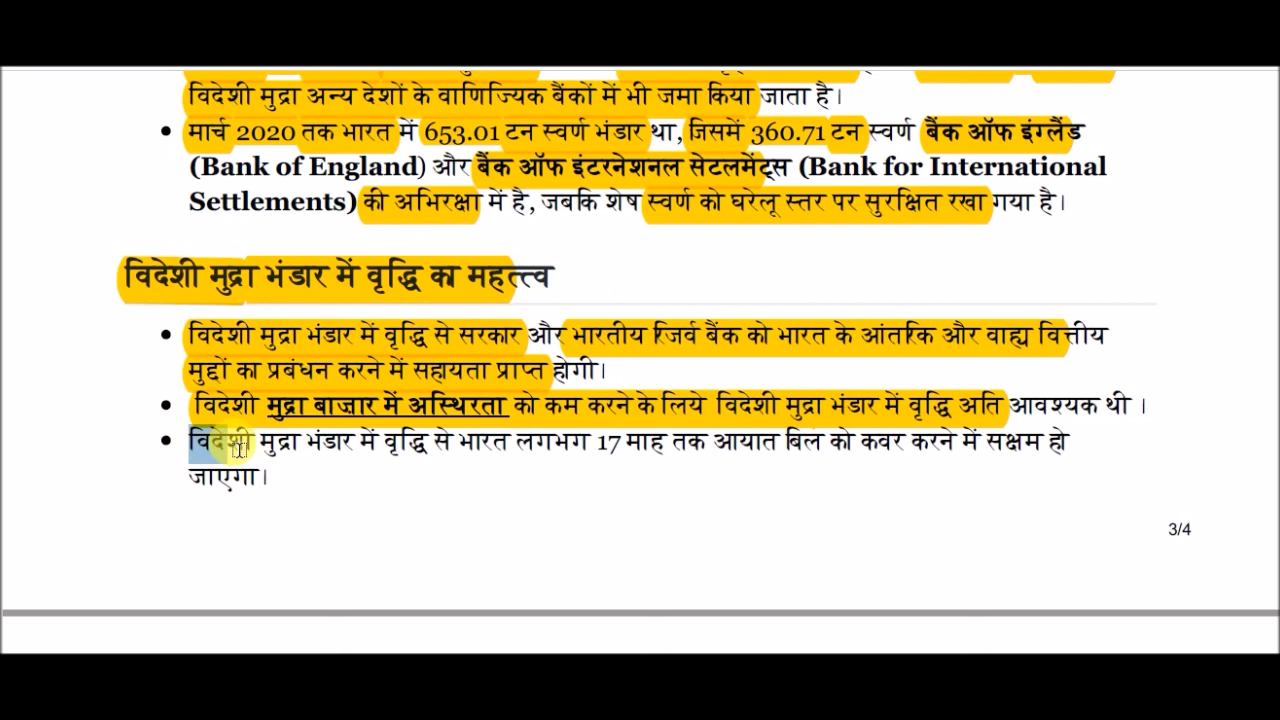 विदेशी मुद्रा अन्य देशों के वाणिज्यिक बैंकों में भी जमा किया जाता है।
• मार्च 2020 तक भारत में 653.01 टन स्वर्ण भंडार था, जिसमें 360.71 टन स्वर्ण बैंक ऑफ इंग्लैंड
(Bank of England) और बैंक ऑफ इंटरनेशनल सेटलमेंट्स (Bank for International
Settlements) की अभिरक्षा में है, जबकि शेष स्वर्ण को घरेलू स्तर पर सुरक्षित रखा गया है।
विदेशी मुद्रा भंडार में वृद्धि का महत्त्व
• विदेशी मुद्रा भंडार में वृद्धि से सरकार और भारतीय रिजर्व बैंक को भारत के आंतरिक और वाह्य वित्तीय
मुद्दों का प्रबंधन करने में सहायता प्राप्त होगी।
• विदेशी मुद्रा बाजार में अस्थिरता को कम करने के लिये विदेशी मुद्रा भंडार में वृद्धि अति आवश्यक थी ।
• विदेशी मुद्रा भंडार में वृद्धि से भारत लगभग 17 माह तक आयात बिल को कवर करने में सक्षम हो
जाएगा।
3/4